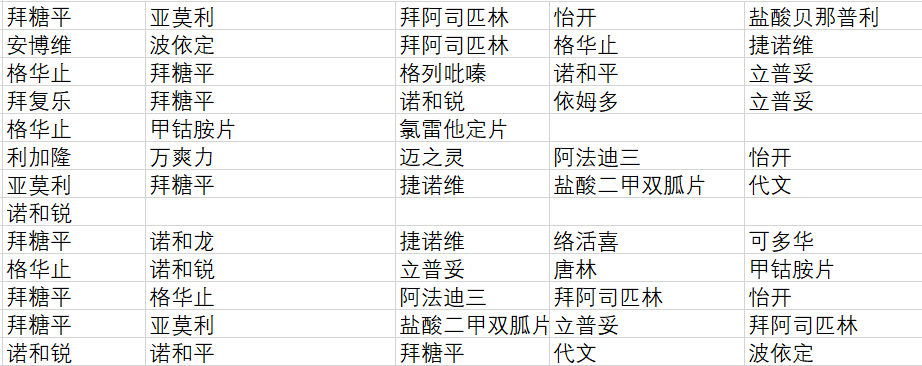 拜糖平 亚莫利 拜阿司匹林 怡开 盐酸贝那普利
安博维 波依定 拜阿司匹林 格华止 捷诺维
格华止 拜糖平 格列吡嗪 诺和平 立普妥
拜复乐 拜糖平 诺和锐 依姆多 立普妥
格华止 甲钴胺片 氯雷他定片
利加隆 万爽力 迈之灵 阿法迪三 怡开
亚莫利 拜糖平 捷诺维 盐酸二甲双胍片 代文
诺和锐
拜糖平 诺和龙 捷诺维 络活喜 可多华
格华止 诺和锐 立普妥 唐林 甲钴胺片
拜糖平 格华止 阿法迪三 拜阿司匹林 怡开
拜糖平 亚莫利 盐酸二甲双胍片 立普妥 拜阿司匹林
诺和锐 诺和平 拜糖平 代文 波依定